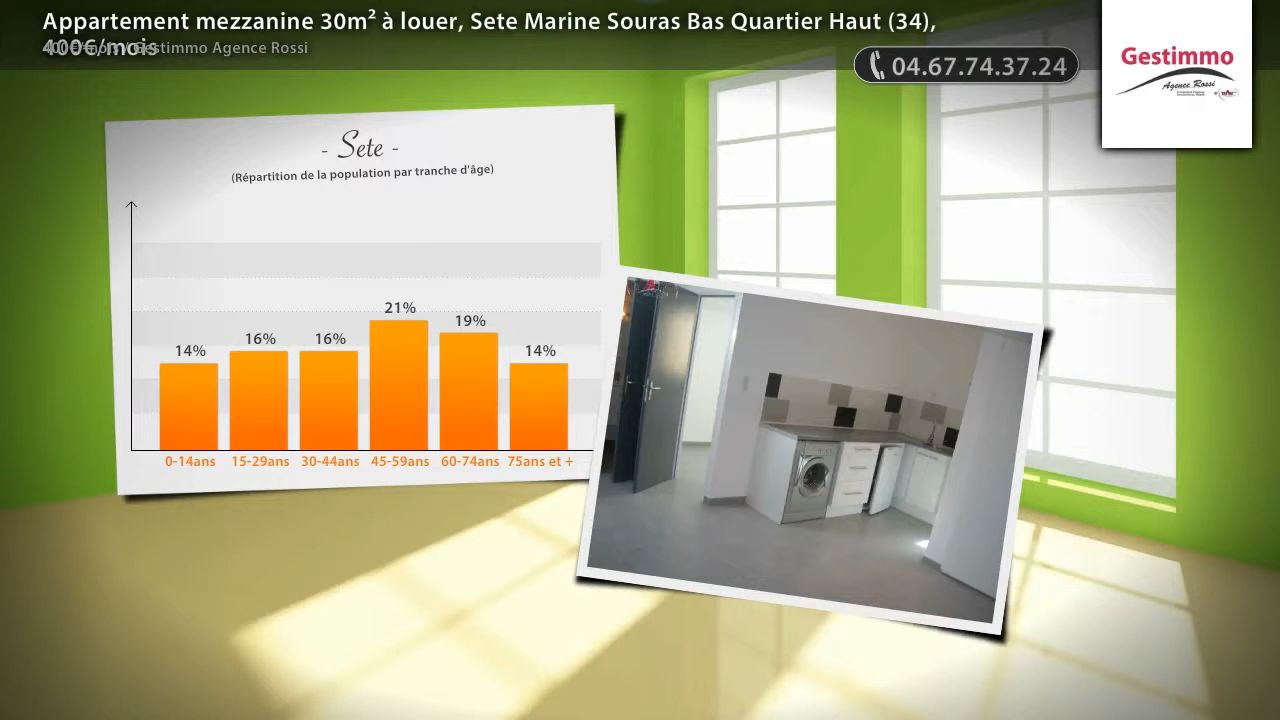 Appartement mezzanine 30m² à louer, Sete Marine Souras Bas Quartier Haut (34),
400€/mois
Gestimmo Agence Rossi
04.67.74.37.24
Gestimmo
Agence Rossi
- Sete -
(Répartition de la population par tranche d'âge)
14%
16%
16%
21%
19%
14%
0-14ans
15-29ans
30-44ans
45-59ans
60-74ans
75ans et +